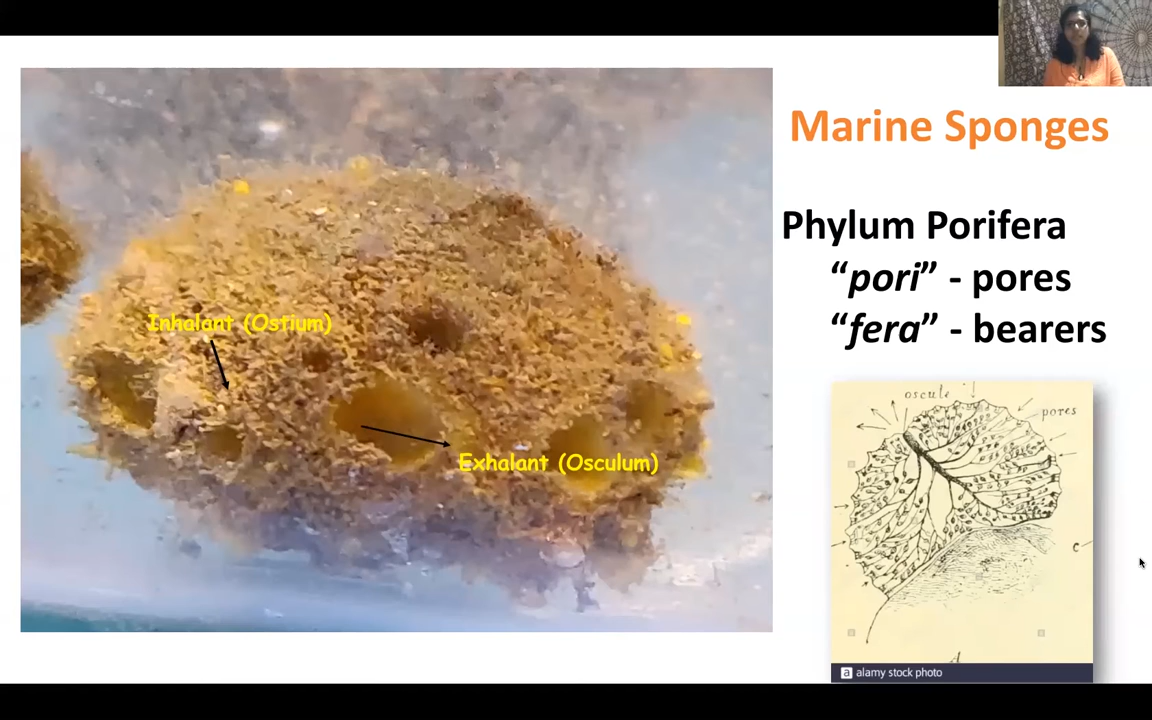 Marine Sponges
Phylum Porifera
“pori” - pores
“fera” - bearers
Inhalant (Ostium)
Exhalant (Osculum)
oscule
pores
c
A
a alamy stock photo